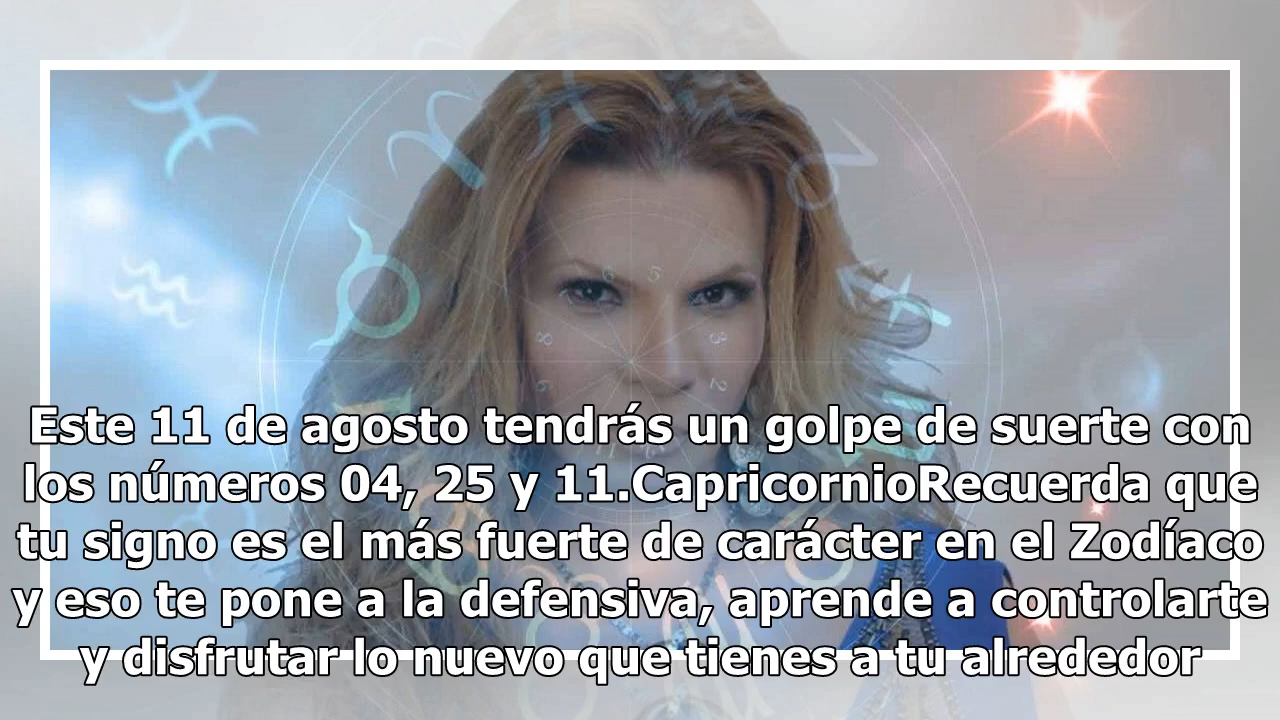 Este 11 de agosto tendrás un golpe de suerte con
los números 04, 25 y 11.CapricornioRecuerda que
tu signo es el más fuerte de carácter en el Zodíaco
y eso te pone a la defensiva, aprende a controlarte
y disfrutar lo nuevo que tienes a tu alrededor